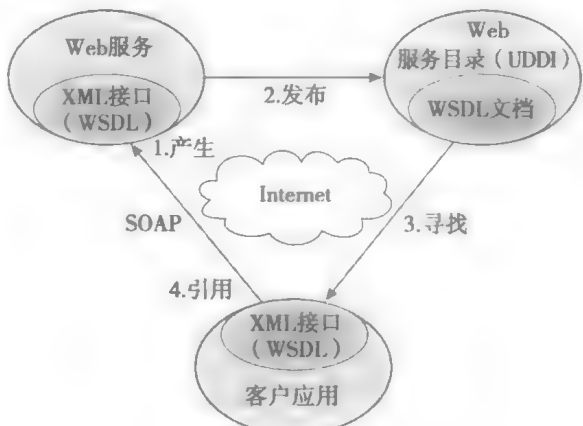 Web服务
XML接口
（WSDL）
1.产生
2.发布
Web
服务目录（UDDI）
WSDL文档
Internet
SOAP
3.寻找
4.引用
XML接口
（WSDL）
客户应用